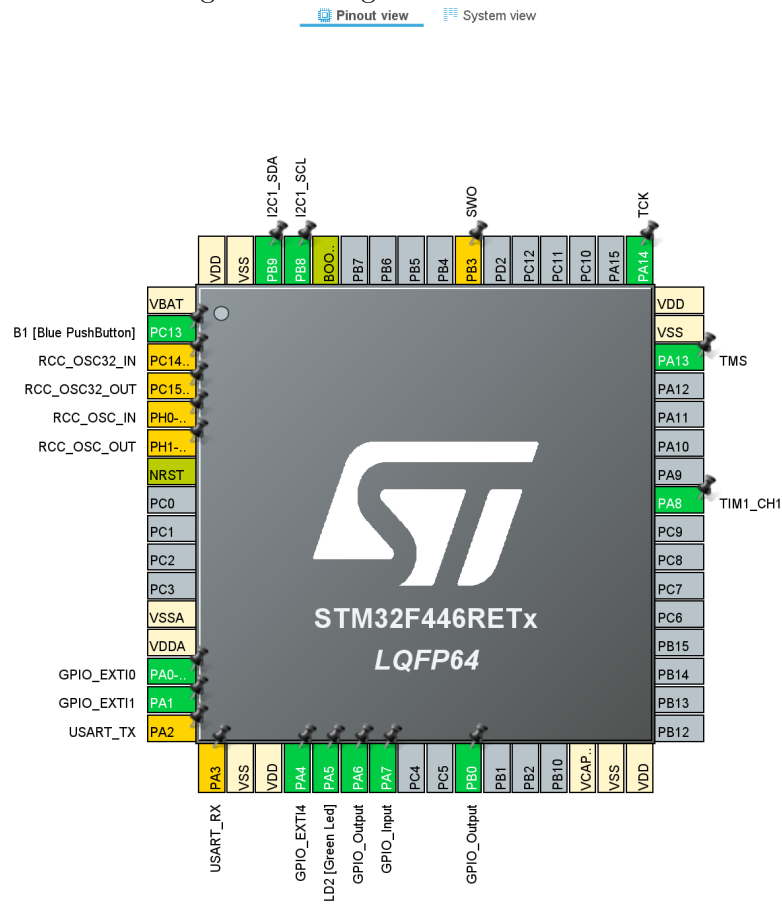 Pinout view
System view
I2C1_SDA
I2C1_SCL
SWO
TCK
VDD
VSS
PB9
PB8
BOO..
PB7
PB6
PB5
PB4
PB3
PD2
PC12
PC11
PC10
PA15
PA14
VBAT
B1 [Blue PushButton] PC13
RCC_OSC32_IN PC14..
RCC_OSC32_OUT PC15..
RCC_OSC_IN PH0-..
RCC_OSC_OUT PH1-..
NRST
PC0
PC1
PC2
PC3
VSSA
VDDA
GPIO_EXTI0 PA0-..
GPIO_EXTI1 PA1
USART_TX PA2
ST
STM32F446RETx
LQFP64
VDD
VSS
PA13 TMS
PA12
PA11
PA10
PA9
PA8 TIM1_CH1
PC9
PC8
PC7
PC6
PB15
PB14
PB13
PB12
PA3
VSS
VDD
PA4
PA5
PA6
PA7
PC4
PC5
PB0
PB1
PB2
PB10
VCAP..
VSS
VDD
USART_RX
GPIO_EXTI4
LD2 [Green Led]
GPIO_Output
GPIO_Input
GPIO_Output